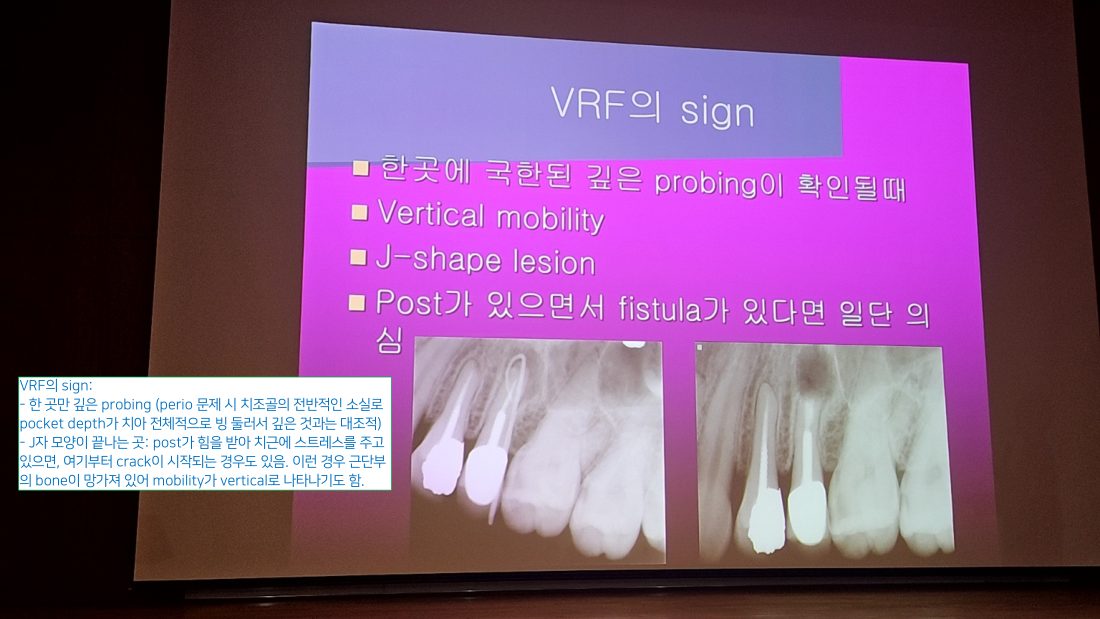 VRF의 sign
■ 한곳에 국한된 깊은 probing이 확인될때
■ Vertical mobility
■ J-shape lesion
■ Post가 있으면서 fistula가 있다면 일단 의
심
VRF의 sign:
- 한 곳만 깊은 probing (perio 문제 시 치조골의 전반적인 소실로
pocket depth가 치아 전체적으로 빙 둘러서 깊은 것과는 대조적)
- J자 모양이 끝나는 곳: post가 힘을 받아 치근에 스트레스를 주고
있으면, 여기부터 crack이 시작되는 경우도 있음. 이런 경우 근단부
의 bone이 망가져 있어 mobility가 vertical로 나타나기도 함.